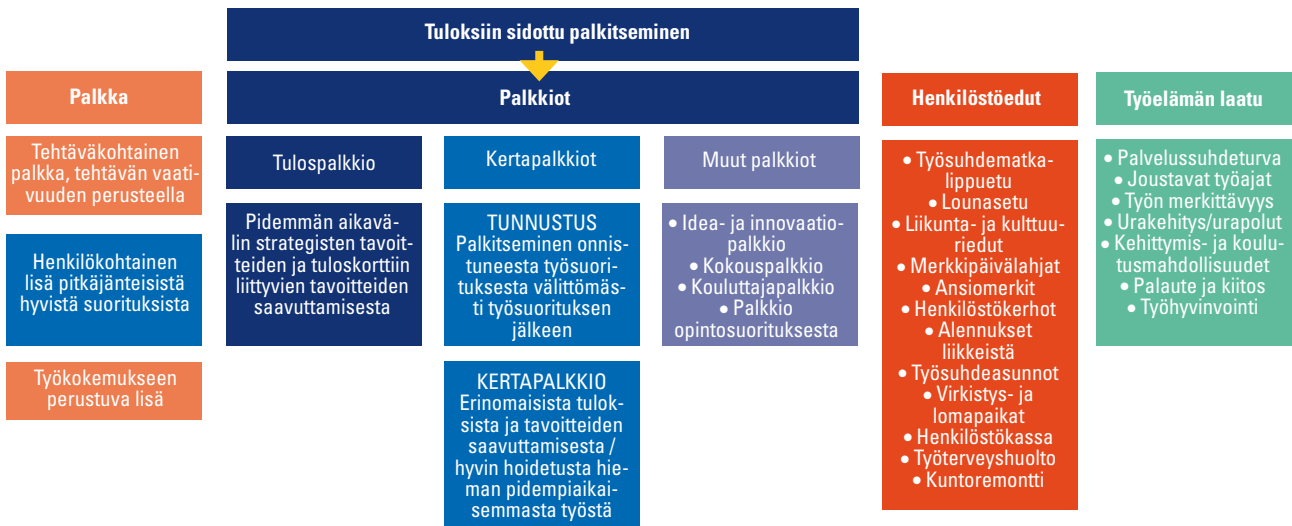 Tuloksiin sidottu palkitseminen
Palkka
Tehtäväkohtainen
palkka, tehtävän vaati-
vuuden perusteella
Henkilökohtainen
lisä pitkäjänteisistä
hyvistä suorituksista
Työkokemukseen
perustuva lisä
Palkkiot
Tulospalkkio
Pidemmän aikavä-
lin strategisten tavoit-
teiden ja tuloskorttiin
liittyvien tavoitteiden
saavuttamisesta
Kertapalkkiot
TUNNUSTUS
Palkitseminen onnis-
tuneesta työsuori-
tuksesta välittömäs-
ti työsuorituksen
jälkeen
KERTAPALKKIO
Erinomaisista tulok-
sista ja tavoitteiden
saavuttamisesta /
hyvin hoidetusta hie-
man pidempiaikai-
semmasta työstä
Muut palkkiot
• Idea- ja innovaatio-
palkkio
• Kokouspalkkio
• Kouluttajapalkkio
• Palkkio
opintosuorituksesta
Henkilöstöedut
• Työsuhdematka-
lippuetu
• Lounasetu
• Liikunta- ja kulttuu-
riedut
• Merkkipäivälahjat
• Ansiomerkit
• Henkilöstökerhot
• Alennukset
liikkeistä
• Työsuhdeasunnot
• Virkistys- ja
lomapaikat
• Henkilöstökassa
• Työterveyshuolto
• Kuntoremontti
Työelämän laatu
• Palvelussuhdeturva
• Joustavat työajat
• Työn merkittävyys
• Urakehitys/urapolut
• Kehittymis- ja koulu-
tusmahdollisuudet
• Palaute ja kiitos
• Työhyvinvointi